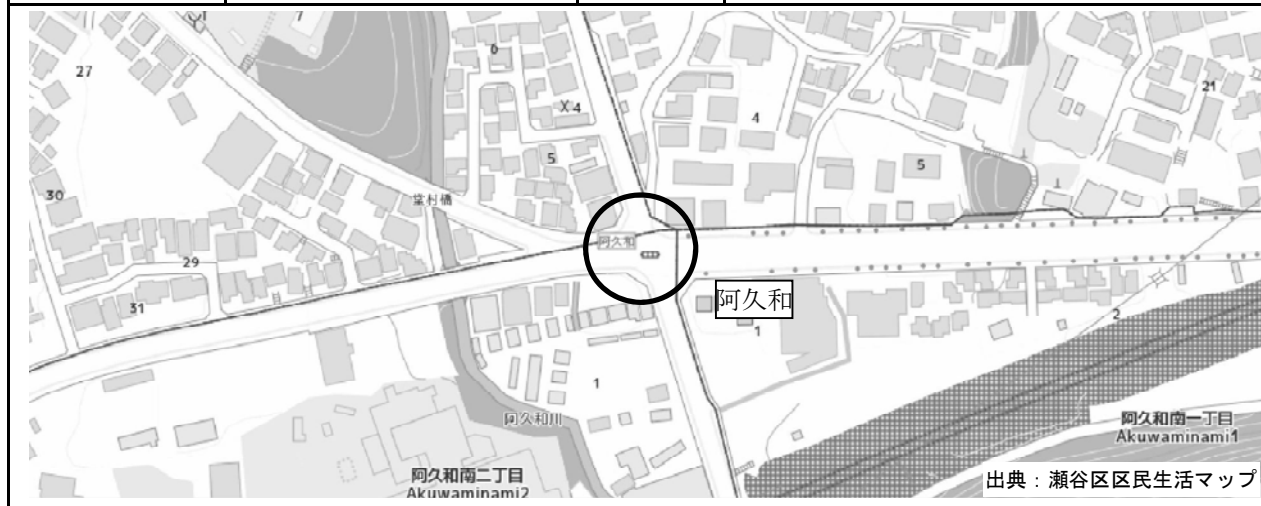 7
27
6
4
4
21
5
5
堂村橋
30
阿久和
29
31
阿久和
1
2
1
阿久和川
阿久和南一丁目
Akuwaminami1
阿久和南二丁目
Akuwaminami2
出典：瀬谷区区民生活マップ